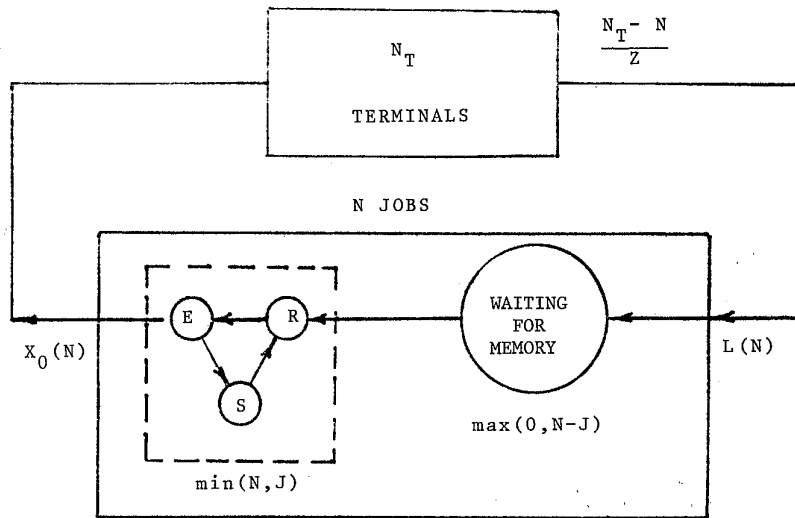 N_T
TERMINALS
N_T - N
Z
N JOBS
E
R
S
WAITING
FOR
MEMORY
X_0(N)
L(N)
max(0,N-J)
min(N,J)